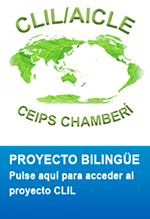 CLIL/AICLE
CEIPS CHAMBERÍ
PROYECTO BILINGÜE
Pulse aquí para acceder al
proyecto CLIL